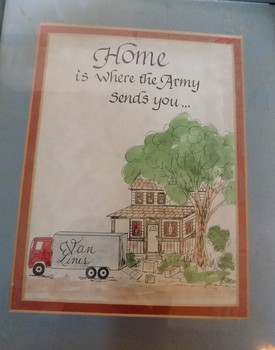 Home
is where the Army
sends you...
Van
Lines